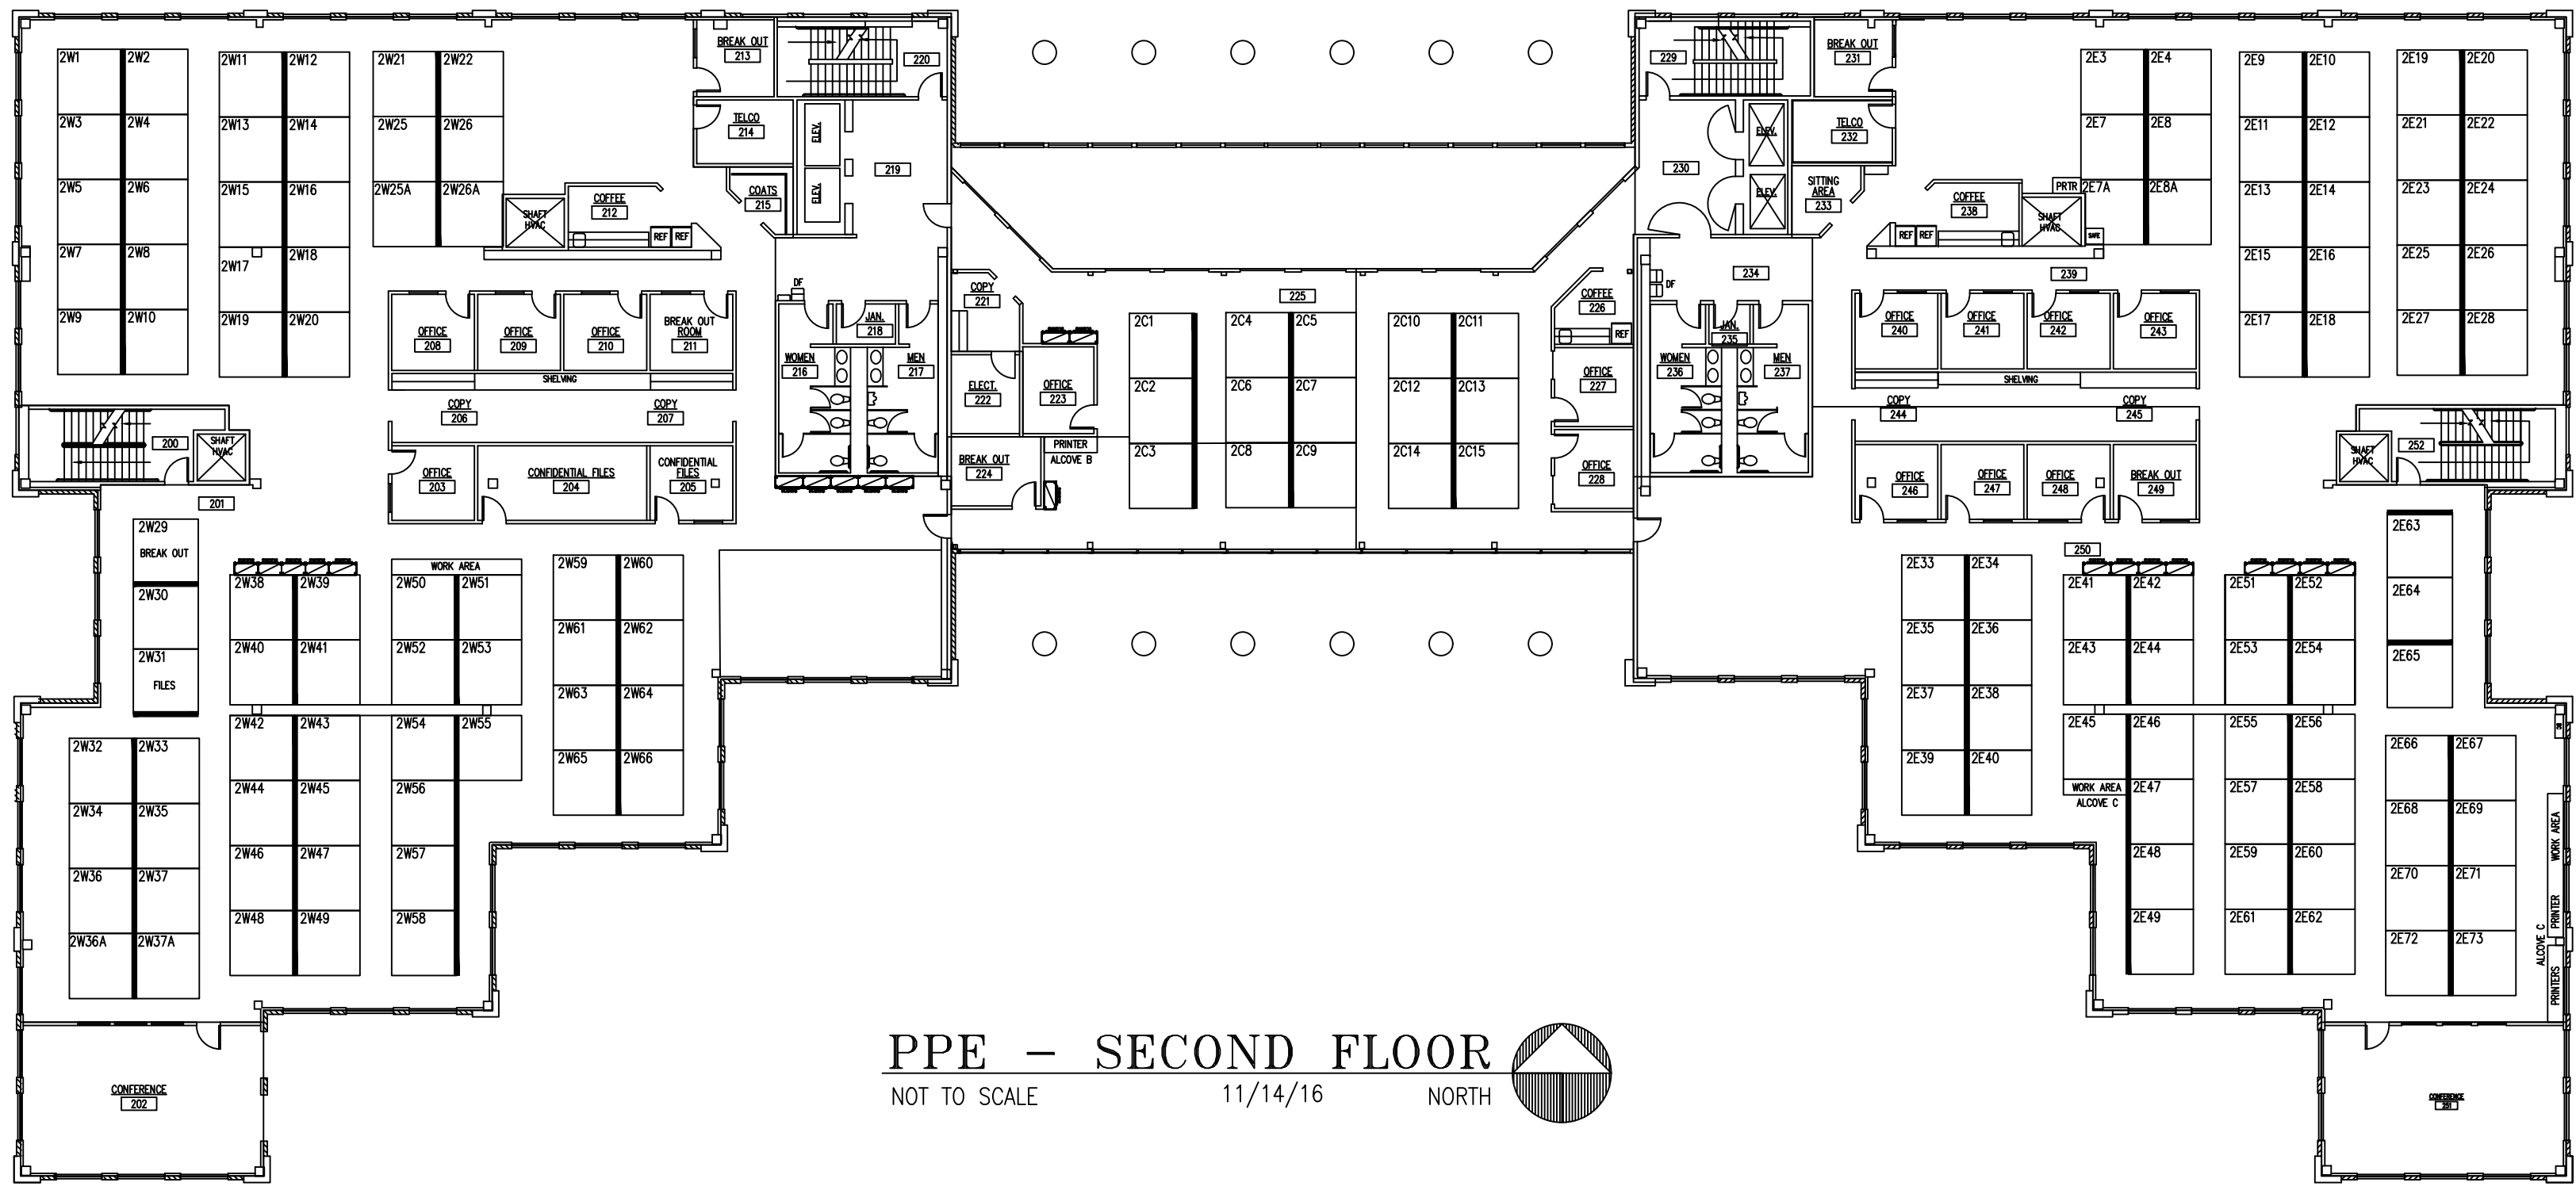 2W1
2W2
2W3
2W4
2W5
2W6
2W7
2W8
2W9
2W10
2W11
2W12
2W13
2W14
2W15
2W16
2W17
2W18
2W19
2W20
2W21
2W22
2W25
2W26
2W25A
2W26A
SHAFT
HVAC
COFFEE
212
REF
REF
BREAK OUT
213
TELCO
214
COATS
215
ELEV.
ELEV.
220
219
OFFICE
208
OFFICE
209
OFFICE
210
BREAK OUT
ROOM
211
SHELVING
COPY
206
COPY
207
OFFICE
203
CONFIDENTIAL FILES
204
CONFIDENTIAL
FILES
205
DF
JAN.
218
WOMEN
216
MEN
217
200
SHAFT
HVAC
201
2W29
BREAK OUT
2W30
2W31
FILES
2W32
2W33
2W34
2W35
2W36
2W37
2W36A
2W37A
2W38
2W39
2W40
2W41
2W42
2W43
2W44
2W45
2W46
2W47
2W48
2W49
WORK AREA
2W50
2W51
2W52
2W53
2W54
2W55
2W56
2W57
2W58
2W59
2W60
2W61
2W62
2W63
2W64
2W65
2W66
CONFERENCE
202
COPY
221
ELECT.
222
OFFICE
223
BREAK OUT
224
PRINTER
ALCOVE B
225
2C1
2C2
2C3
2C4
2C5
2C6
2C7
2C8
2C9
2C10
2C11
2C12
2C13
2C14
2C15
COFFEE
226
REF
OFFICE
227
OFFICE
228
229
230
ELEV.
ELEV.
BREAK OUT
231
TELCO
232
SITTING
AREA
233
234
DF
JAN.
235
WOMEN
236
MEN
237
COFFEE
238
REF
REF
SHAFT
HVAC
PRTR
SAFE
239
2E3
2E4
2E7
2E8
2E7A
2E8A
2E9
2E10
2E11
2E12
2E13
2E14
2E15
2E16
2E17
2E18
2E19
2E20
2E21
2E22
2E23
2E24
2E25
2E26
2E27
2E28
OFFICE
240
OFFICE
241
OFFICE
242
OFFICE
243
SHELVING
COPY
244
COPY
245
OFFICE
246
OFFICE
247
OFFICE
248
BREAK OUT
249
SHAFT
HVAC
252
250
2E33
2E34
2E35
2E36
2E37
2E38
2E39
2E40
2E41
2E42
2E43
2E44
2E45
2E46
WORK AREA
ALCOVE C
2E47
2E48
2E49
2E51
2E52
2E53
2E54
2E55
2E56
2E57
2E58
2E59
2E60
2E61
2E62
2E63
2E64
2E65
2E66
2E67
2E68
2E69
2E70
2E71
2E72
2E73
WORK AREA
PRINTER
ALCOVE C
PRINTERS
CONFERENCE
251
PPE - SECOND FLOOR
NOT TO SCALE 11/14/16 NORTH